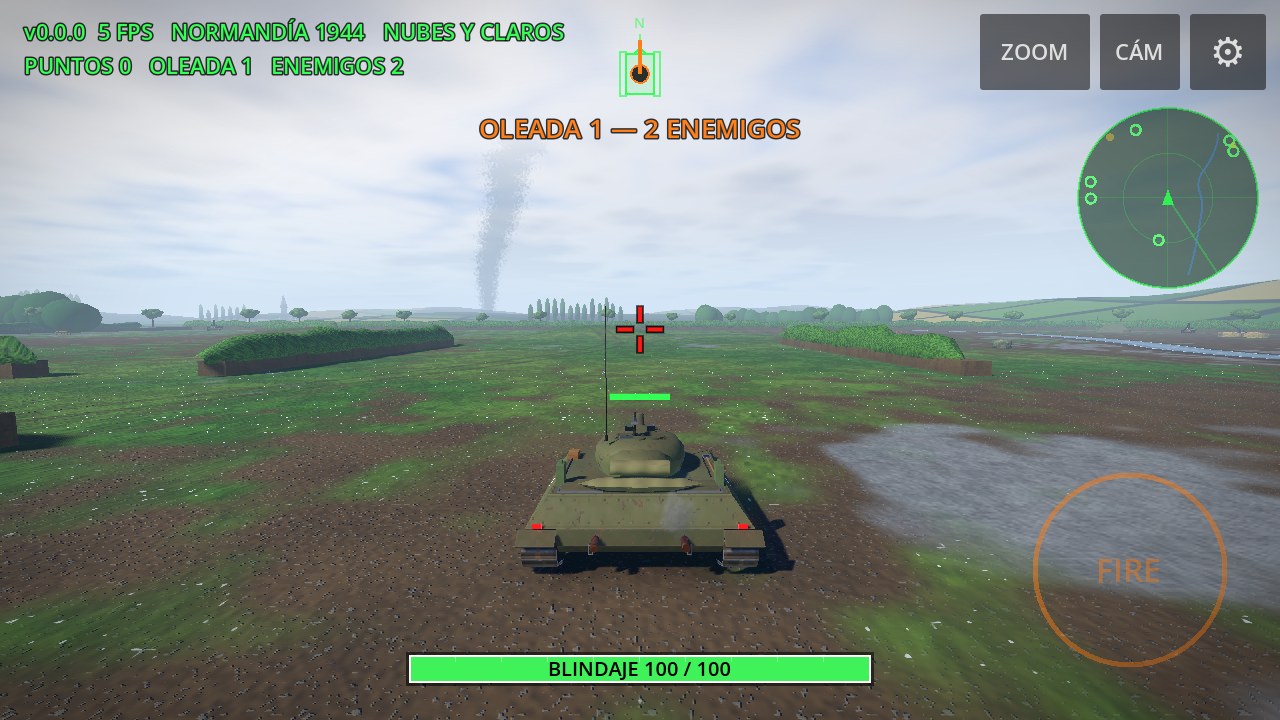 v0.0.0 5 FPS NORMANDÍA 1944 NUBES Y CLAROS
PUNTOS 0 OLEADA 1 ENEMIGOS 2
N
ZOOM
CÁM
OLEADA 1 — 2 ENEMIGOS
FIRE
BLINDAJE 100 / 100